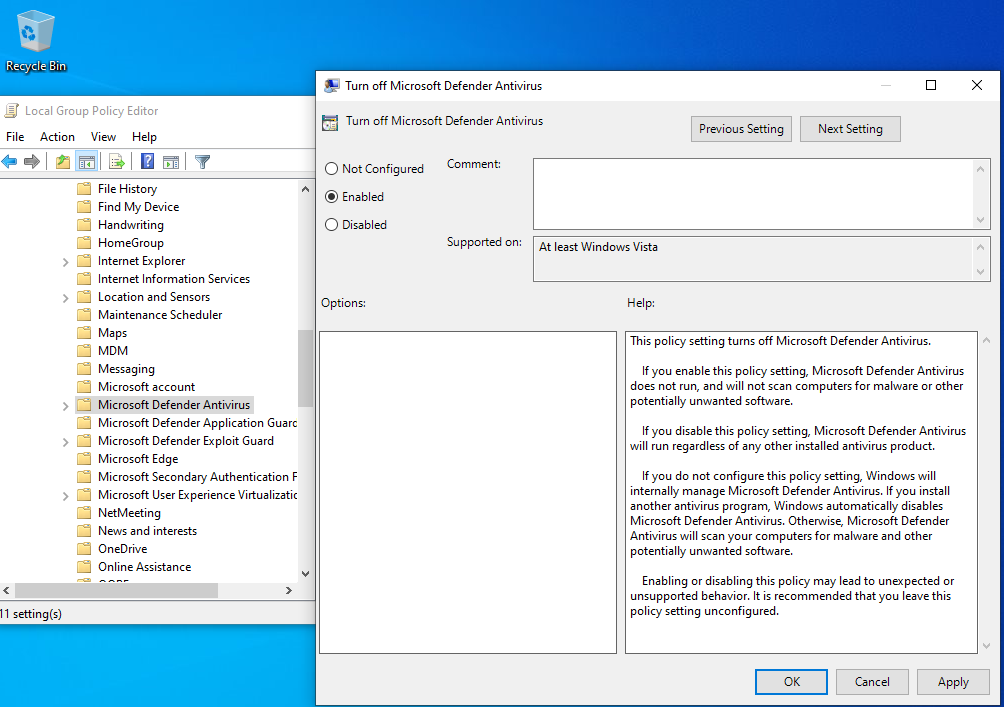 Recycle Bin
Local Group Policy Editor
File Action View Help
File History
Find My Device
Handwriting
HomeGroup
Internet Explorer
Internet Information Services
Location and Sensors
Maintenance Scheduler
Maps
MDM
Messaging
Microsoft account
Microsoft Defender Antivirus
Microsoft Defender Application Guard
Microsoft Defender Exploit Guard
Microsoft Edge
Microsoft Secondary Authentication F
Microsoft User Experience Virtualizatio
NetMeeting
News and interests
OneDrive
Online Assistance
11 setting(s)
Turn off Microsoft Defender Antivirus
Turn off Microsoft Defender Antivirus
Previous Setting
Next Setting
Not Configured
Enabled
Disabled
Comment:
Supported on:
At least Windows Vista
Options:
Help:
This policy setting turns off Microsoft Defender Antivirus.
If you enable this policy setting, Microsoft Defender Antivirus
does not run, and will not scan computers for malware or other
potentially unwanted software.
If you disable this policy setting, Microsoft Defender Antivirus
will run regardless of any other installed antivirus product.
If you do not configure this policy setting, Windows will
internally manage Microsoft Defender Antivirus. If you install
another antivirus program, Windows automatically disables
Microsoft Defender Antivirus. Otherwise, Microsoft Defender
Antivirus will scan your computers for malware and other
potentially unwanted software.
Enabling or disabling this policy may lead to unexpected or
unsupported behavior. It is recommended that you leave this
policy setting unconfigured.
OK
Cancel
Apply